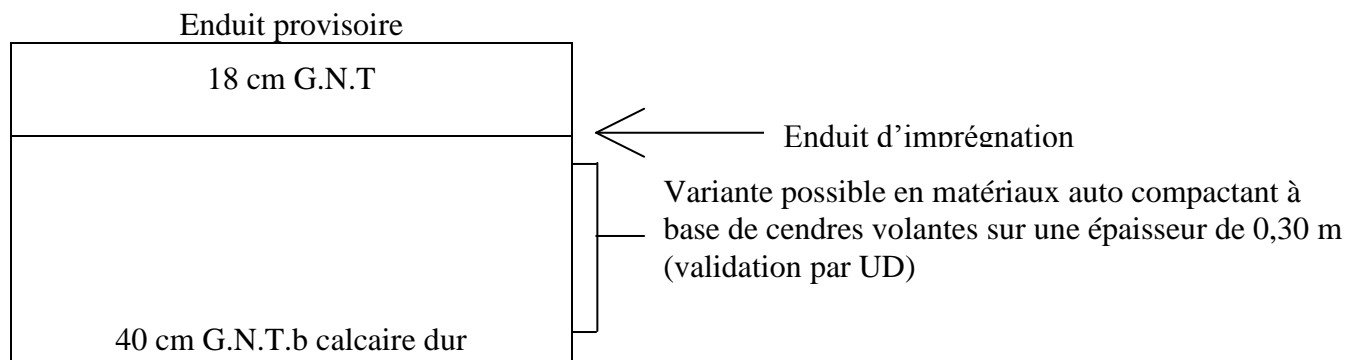 Enduit provisoire
18 cm G.N.T
Enduit d’imprégnation
Variante possible en matériaux auto compactant à
base de cendres volantes sur une épaisseur de 0,30 m
(validation par UD)
40 cm G.N.T.b calcaire dur